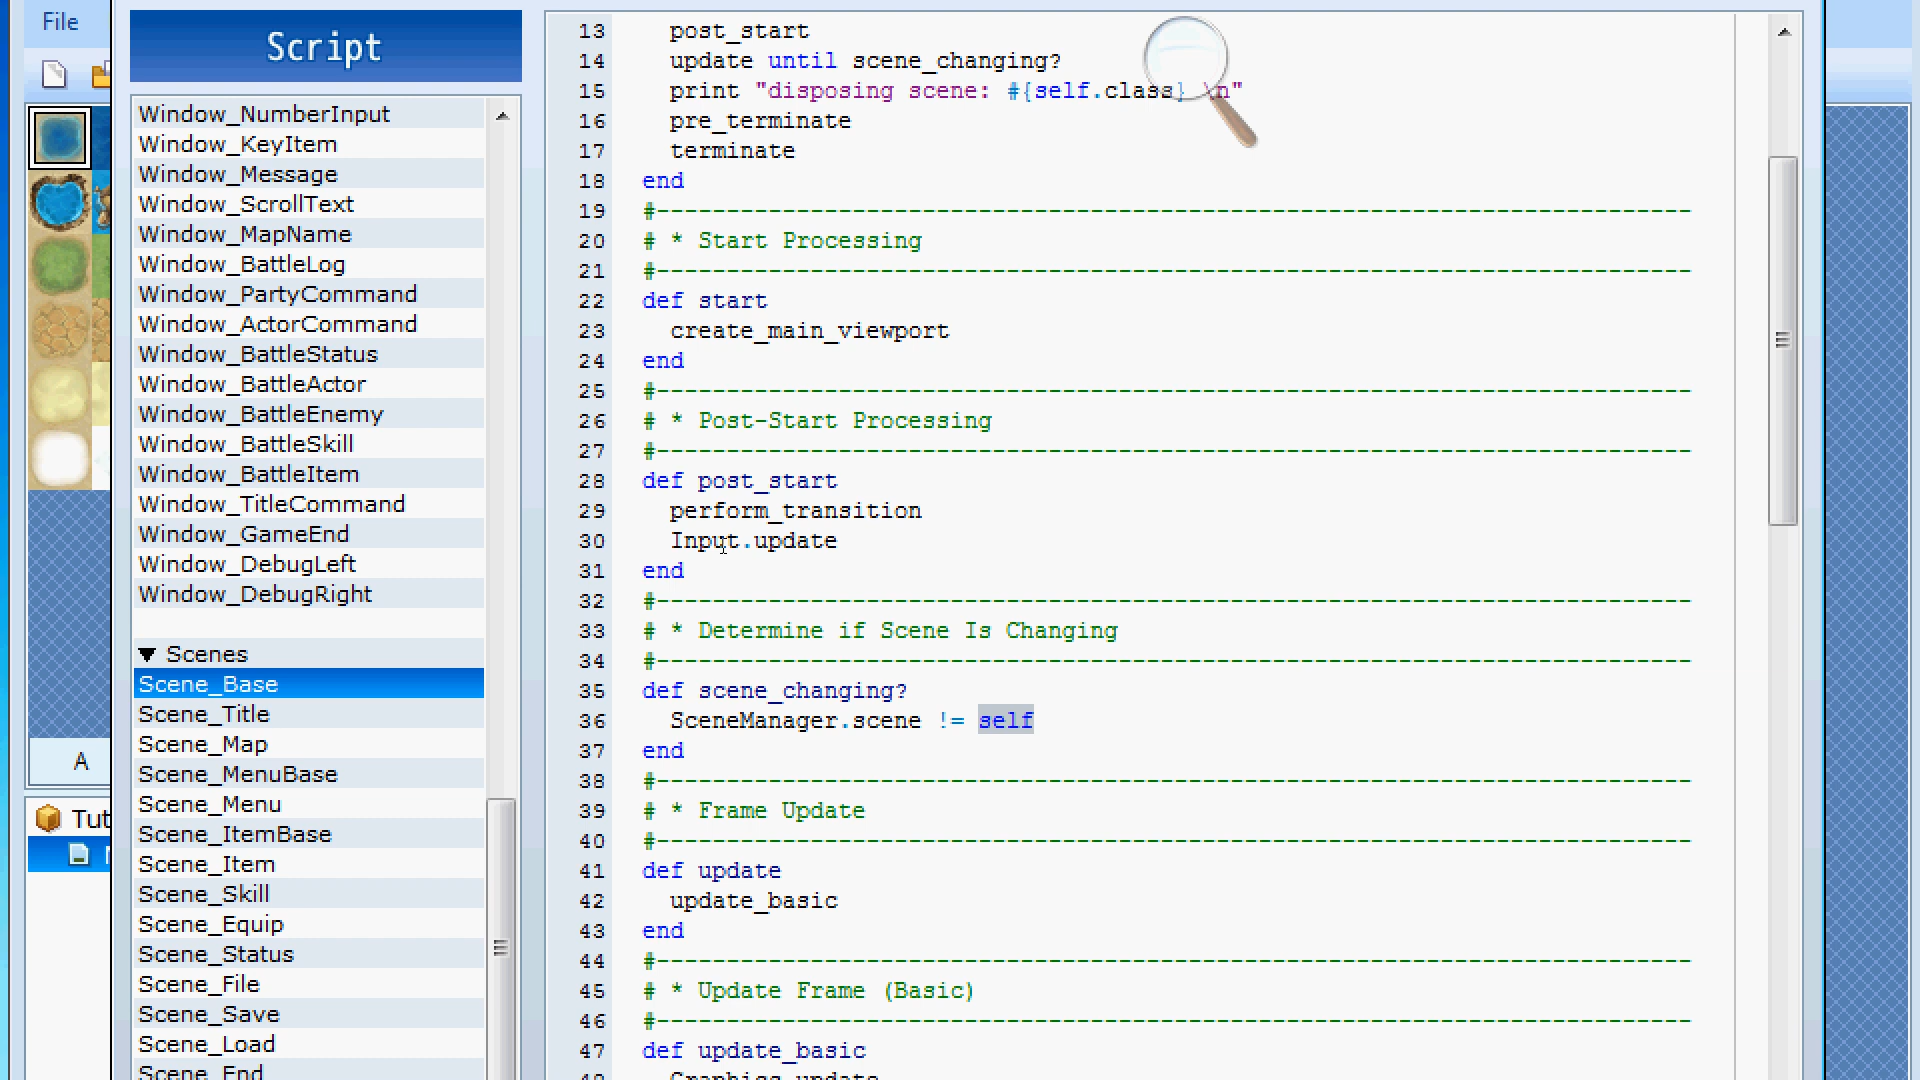 File
Script
Window_NumberInput
Window_KeyItem
Window_Message
Window_ScrollText
Window_MapName
Window_BattleLog
Window_PartyCommand
Window_ActorCommand
Window_BattleStatus
Window_BattleActor
Window_BattleEnemy
Window_BattleSkill
Window_BattleItem
Window_TitleCommand
Window_GameEnd
Window_DebugLeft
Window_DebugRight
▼ Scenes
Scene_Base
Scene_Title
Scene_Map
Scene_MenuBase
Scene_Menu
Scene_ItemBase
Scene_Item
Scene_Skill
Scene_Equip
Scene_Status
Scene_File
Scene_Save
Scene_Load
Scene_End
A
Tut
13 post_start
14 update until scene_changing?
15 print "disposing scene: #{self.class} \n"
16 pre_terminate
17 terminate
18 end
19 #--------------------------------------------------------------------------
20 # * Start Processing
21 #--------------------------------------------------------------------------
22 def start
23 create_main_viewport
24 end
25 #--------------------------------------------------------------------------
26 # * Post-Start Processing
27 #--------------------------------------------------------------------------
28 def post_start
29 perform_transition
30 Input.update
31 end
32 #--------------------------------------------------------------------------
33 # * Determine if Scene Is Changing
34 #--------------------------------------------------------------------------
35 def scene_changing?
36 SceneManager.scene != self
37 end
38 #--------------------------------------------------------------------------
39 # * Frame Update
40 #--------------------------------------------------------------------------
41 def update
42 update_basic
43 end
44 #--------------------------------------------------------------------------
45 # * Update Frame (Basic)
46 #--------------------------------------------------------------------------
47 def update_basic
48 Graphics.update